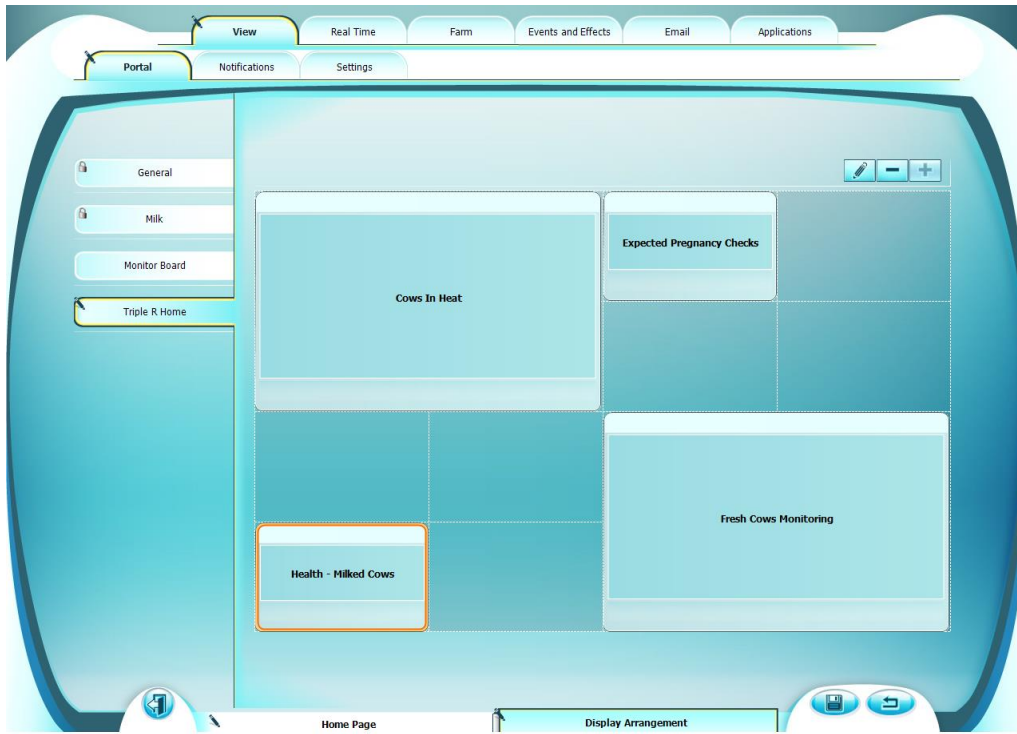 View
Real Time
Farm
Events and Effects
Email
Applications
Portal
Notifications
Settings
General
Milk
Monitor Board
Triple R Home
Cows In Heat
Expected Pregnancy Checks
Fresh Cows Monitoring
Health - Milked Cows
Home Page
Display Arrangement